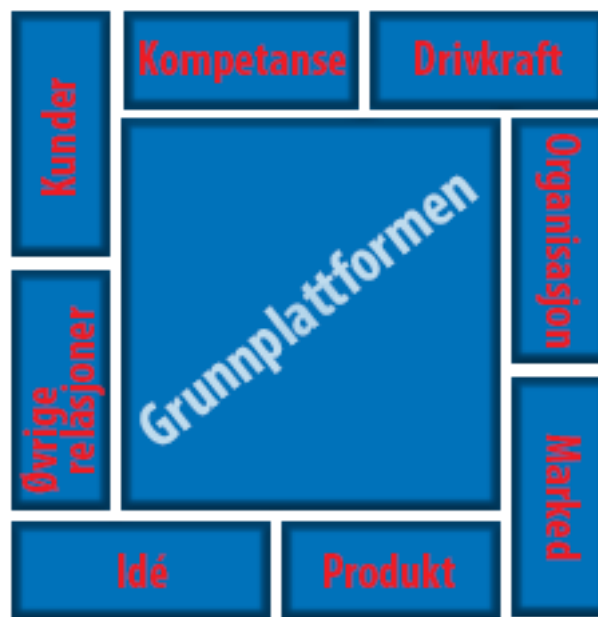 Kompetanse
Drivkraft
Kunder
Organisasjon
Grunnplattformen
Øvrige
relasjoner
Marked
Idé
Produkt